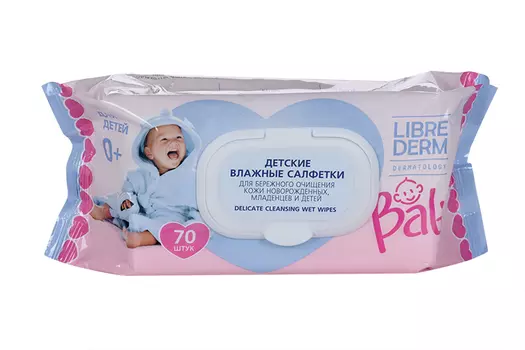 ДЕТЕЙ
0+
ДЕТСКИЕ
ВЛАЖНЫЕ САЛФЕТКИ
ДЛЯ БЕРЕЖНОГО ОЧИЩЕНИЯ
КОЖИ НОВОРОЖДЕННЫХ,
МЛАДЕНЦЕВ И ДЕТЕЙ
DELICATE CLEANSING WET WIPES
70
ШТУК
LIBRE
DERM
DERMATOLOGY
Baby